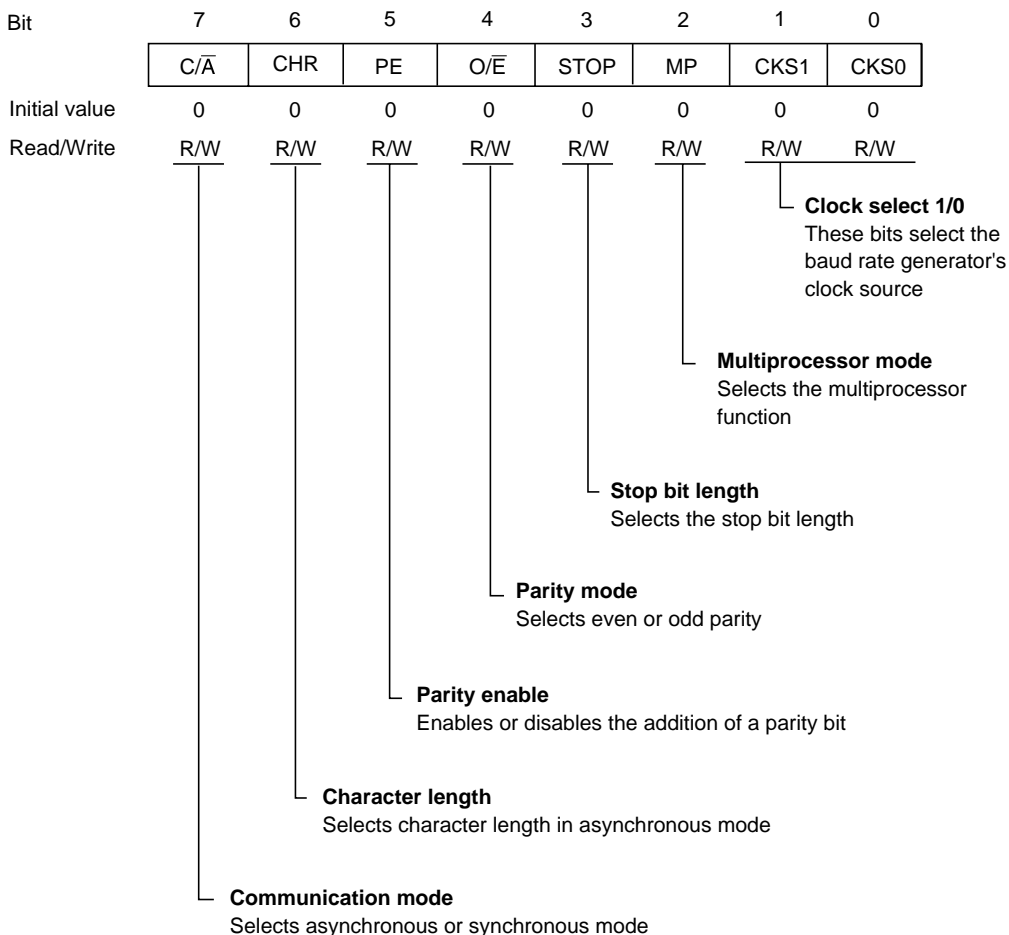 Bit 7 6 5 4 3 2 1 0
C/A̅ CHR PE O/E̅ STOP MP CKS1 CKS0
Initial value 0 0 0 0 0 0 0 0
Read/Write R/W R/W R/W R/W R/W R/W R/W R/W
Clock select 1/0
These bits select the
baud rate generator's
clock source
Multiprocessor mode
Selects the multiprocessor
function
Stop bit length
Selects the stop bit length
Parity mode
Selects even or odd parity
Parity enable
Enables or disables the addition of a parity bit
Character length
Selects character length in asynchronous mode
Communication mode
Selects asynchronous or synchronous mode